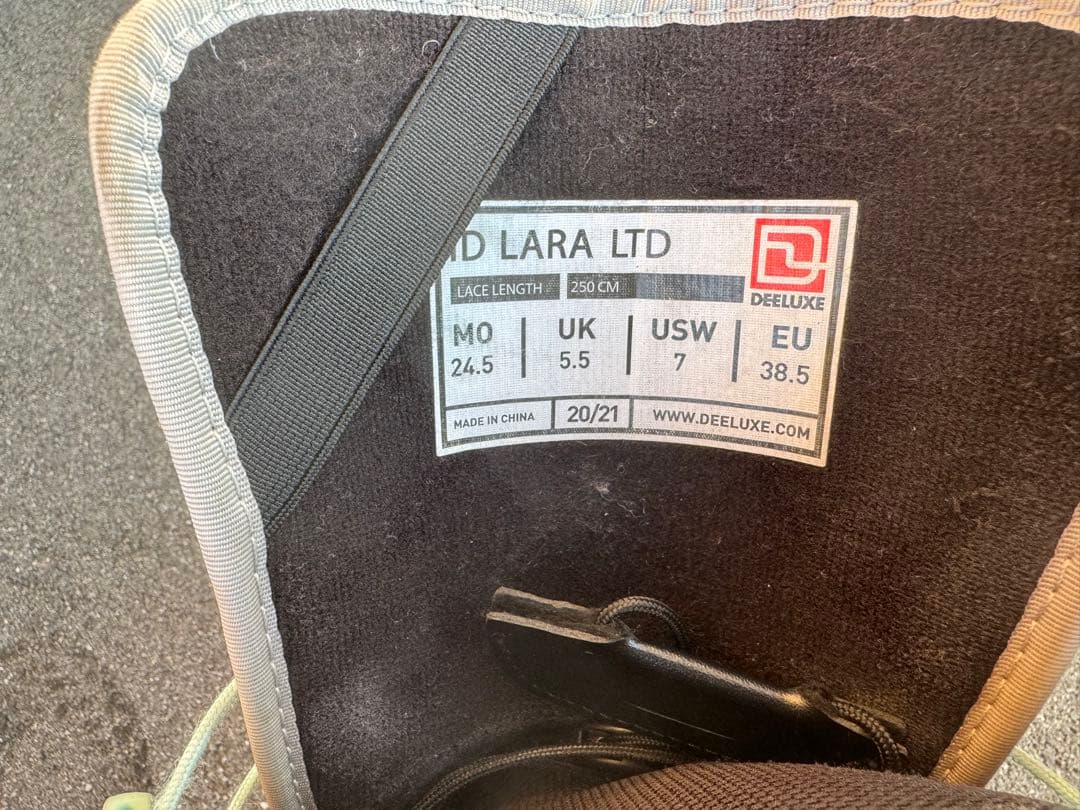 ID LARA LTD
LACE LENGTH 250 CM
DEELUXE
MO UK USW EU
24.5 5.5 7 38.5
MADE IN CHINA 20/21 WWW.DEELUXE.COM